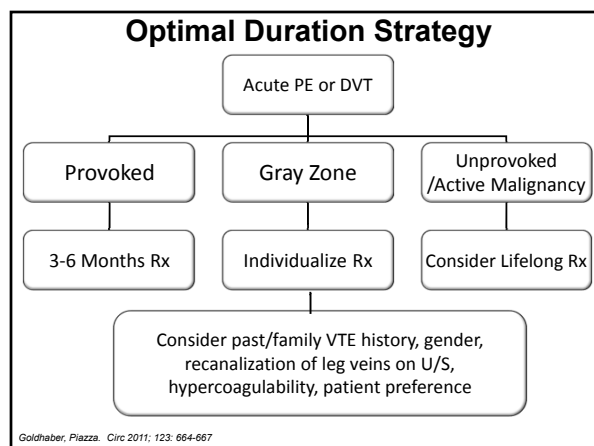 Optimal Duration Strategy
Acute PE or DVT
Provoked
Gray Zone
Unprovoked
/Active Malignancy
3-6 Months Rx
Individualize Rx
Consider Lifelong Rx
Consider past/family VTE history, gender,
recanalization of leg veins on U/S,
hypercoagulability, patient preference
Goldhaber, Piazza. Circ 2011; 123: 664-667